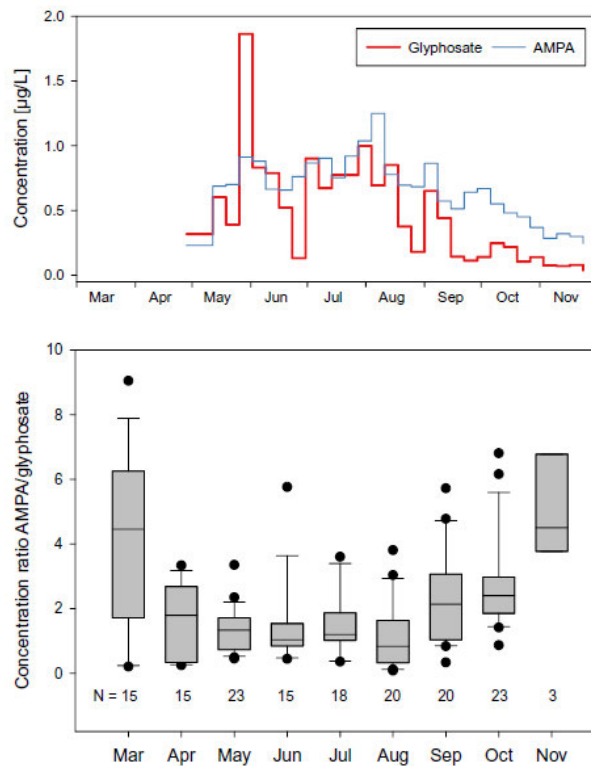 2.0
Glyphosate AMPA
1.5
1.0
0.5
0.0
Concentration [µg/L]
Mar Apr May Jun Jul Aug Sep Oct Nov
10
8
6
4
2
0
Concentration ratio AMPA/glyphosate
N = 15 15 23 15 18 20 20 23 3
Mar Apr May Jun Jul Aug Sep Oct Nov